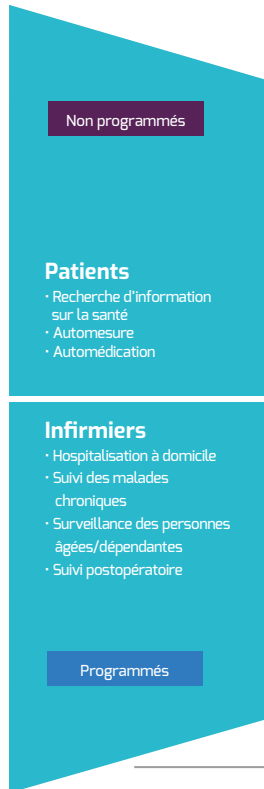 Non programmés
Patients
· Recherche d'information
sur la santé
· Automesure
· Automédication
Infirmiers
· Hospitalisation à domicile
· Suivi des malades
chroniques
· Surveillance des personnes
âgées/dépendantes
· Suivi postopératoire
Programmés